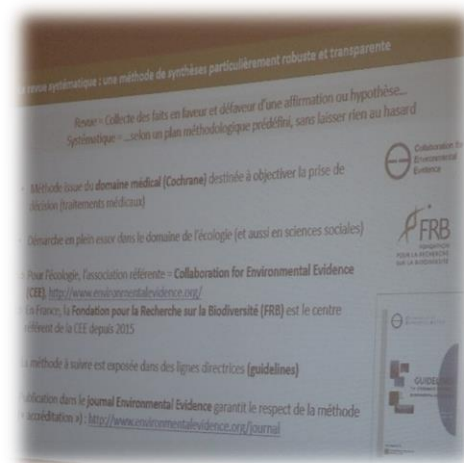 revue systématique : une méthode de synthèses particulièrement robuste et transparente
Revue = Collecte des faits en faveur et défaveur d'une affirmation ou hypothèse...
Systématique = ...selon un plan méthodologique prédéfini, sans laisser rien au hasard
Méthode issue du domaine médical (Cochrane) destinée à objectiver la prise de
décision (traitements médicaux)
Démarche en plein essor dans le domaine de l'écologie (et aussi en sciences sociales)
Pour l'écologie, l'association référente = Collaboration for Environmental Evidence
(CEE), http://www.environmentalevidence.org/
En France, la Fondation pour la Recherche sur la Biodiversité (FRB) est le centre
référent de la CEE depuis 2015
La méthode à suivre est exposée dans des lignes directrices (guidelines)
Publication dans le journal Environmental Evidence garantit le respect de la méthode
(« accréditation ») : http://www.environmentalevidence.org/journal
Collaboration for
Environmental
Evidence
FRB
FONDATION
POUR LA RECHERCHE
SUR LA BIODIVERSITÉ
GUIDELINES